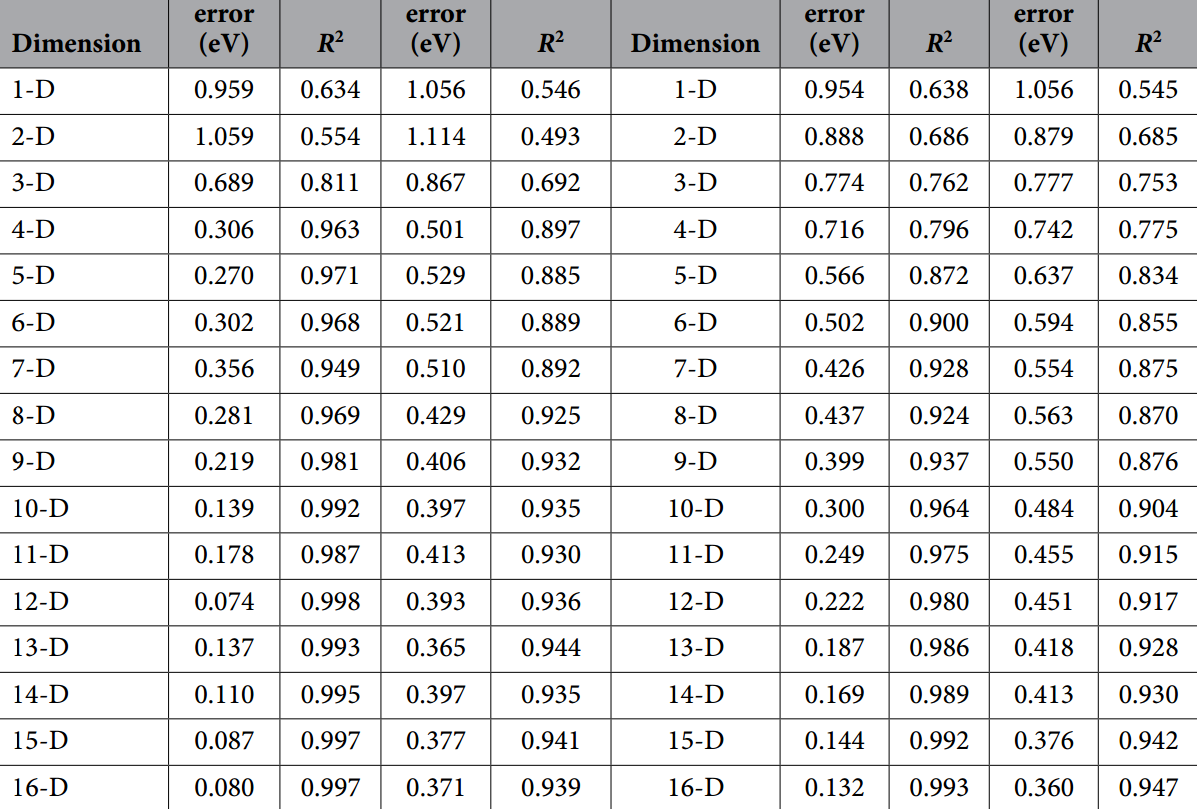 error error error error
Dimension (eV) R² (eV) R² Dimension (eV) R² (eV) R²
1-D 0.959 0.634 1.056 0.546 1-D 0.954 0.638 1.056 0.545
2-D 1.059 0.554 1.114 0.493 2-D 0.888 0.686 0.879 0.685
3-D 0.689 0.811 0.867 0.692 3-D 0.774 0.762 0.777 0.753
4-D 0.306 0.963 0.501 0.897 4-D 0.716 0.796 0.742 0.775
5-D 0.270 0.971 0.529 0.885 5-D 0.566 0.872 0.637 0.834
6-D 0.302 0.968 0.521 0.889 6-D 0.502 0.900 0.594 0.855
7-D 0.356 0.949 0.510 0.892 7-D 0.426 0.928 0.554 0.875
8-D 0.281 0.969 0.429 0.925 8-D 0.437 0.924 0.563 0.870
9-D 0.219 0.981 0.406 0.932 9-D 0.399 0.937 0.550 0.876
10-D 0.139 0.992 0.397 0.935 10-D 0.300 0.964 0.484 0.904
11-D 0.178 0.987 0.413 0.930 11-D 0.249 0.975 0.455 0.915
12-D 0.074 0.998 0.393 0.936 12-D 0.222 0.980 0.451 0.917
13-D 0.137 0.993 0.365 0.944 13-D 0.187 0.986 0.418 0.928
14-D 0.110 0.995 0.397 0.935 14-D 0.169 0.989 0.413 0.930
15-D 0.087 0.997 0.377 0.941 15-D 0.144 0.992 0.376 0.942
16-D 0.080 0.997 0.371 0.939 16-D 0.132 0.993 0.360 0.947